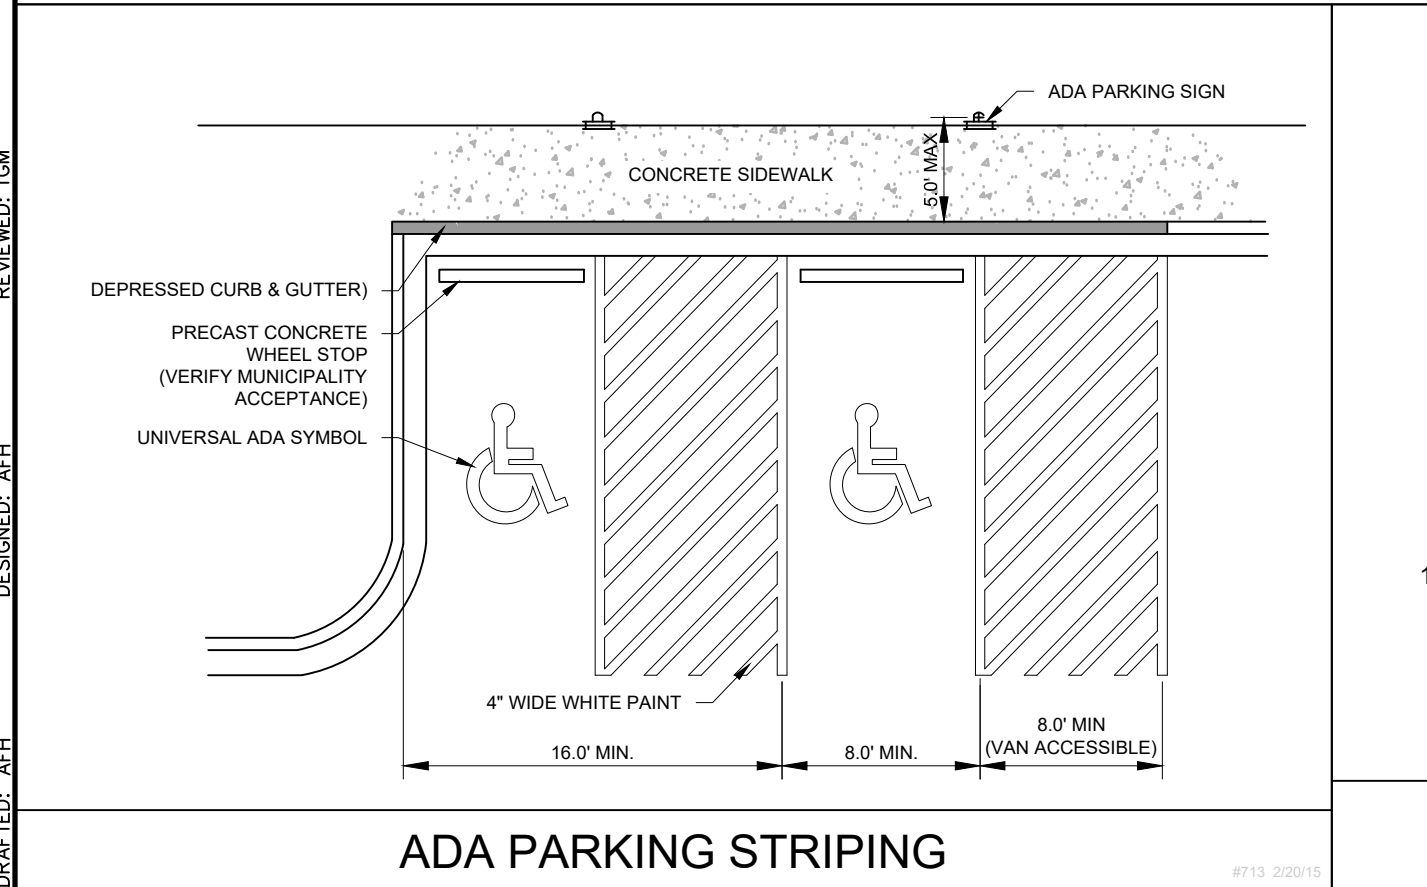 ADA PARKING SIGN
CONCRETE SIDEWALK
5.0' MAX
DEPRESSED CURB & GUTTER)
PRECAST CONCRETE
WHEEL STOP
(VERIFY MUNICIPALITY
ACCEPTANCE)
UNIVERSAL ADA SYMBOL
4" WIDE WHITE PAINT
16.0' MIN.
8.0' MIN.
8.0' MIN
(VAN ACCESSIBLE)
ADA PARKING STRIPING
#713 2/20/15
REVIEWED: TGM
DESIGNED: AFH
DRAFTED: AFH